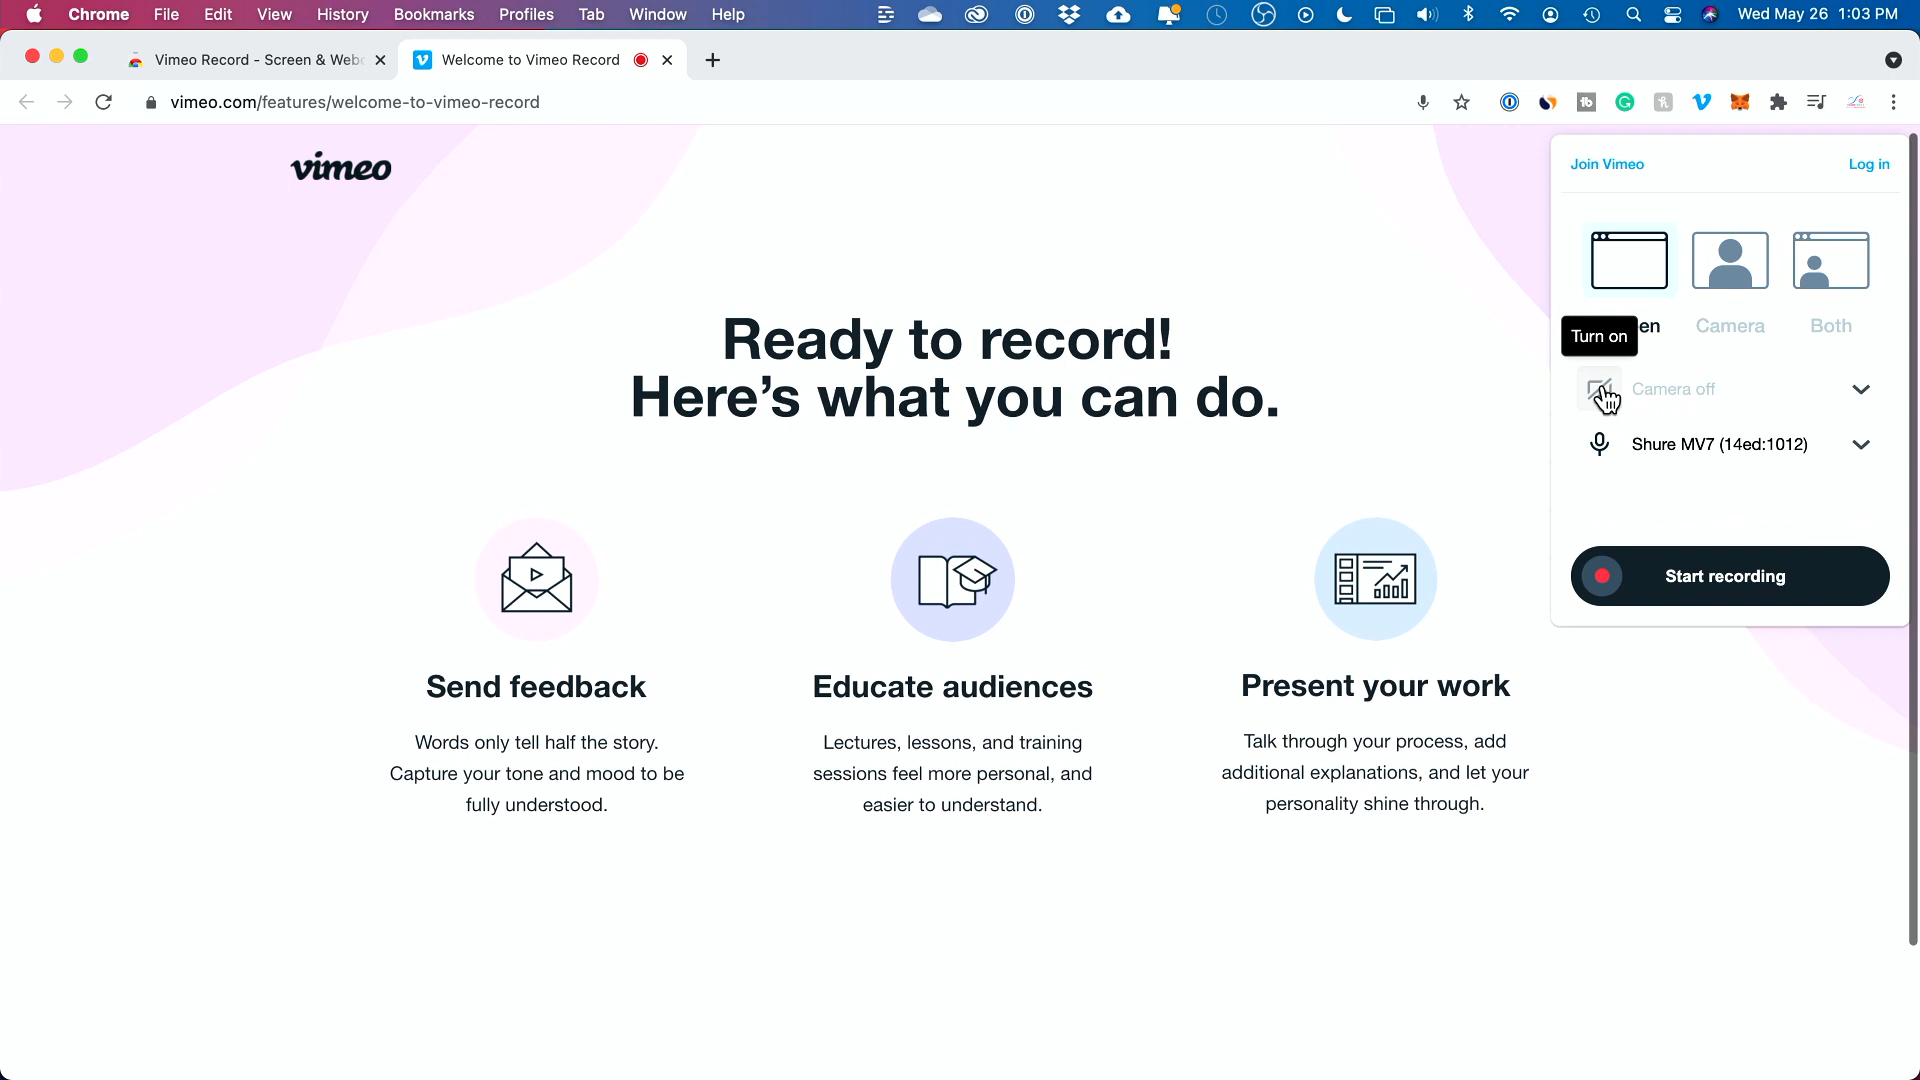 Chrome File Edit View History Bookmarks Profiles Tab Window Help Wed May 26 1:03 PM
Vimeo Record - Screen & Web Welcome to Vimeo Record
vimeo.com/features/welcome-to-vimeo-record
vimeo
Join Vimeo Log in
Camera Both
Turn on
Camera off
Shure MV7 (14ed:1012)
Start recording
Ready to record!
Here's what you can do.
Send feedback
Words only tell half the story.
Capture your tone and mood to be
fully understood.
Educate audiences
Lectures, lessons, and training
sessions feel more personal, and
easier to understand.
Present your work
Talk through your process, add
additional explanations, and let your
personality shine through.